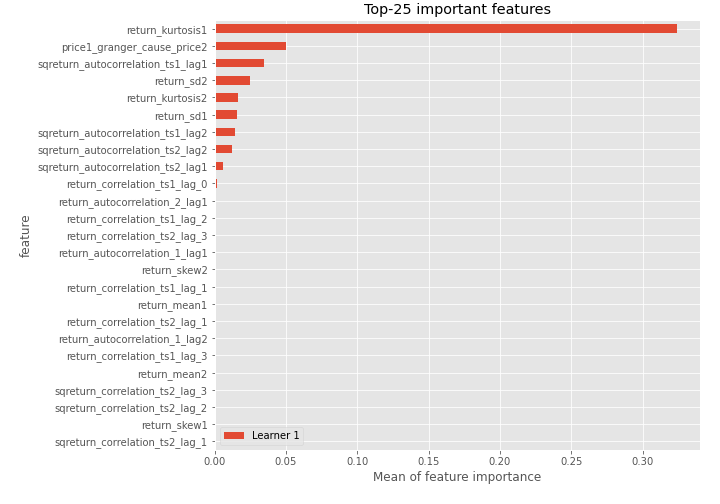 Top-25 important features
return_kurtosis1
price1_granger_cause_price2
sqreturn_autocorrelation_ts1_lag1
return_sd2
return_kurtosis2
return_sd1
sqreturn_autocorrelation_ts1_lag2
sqreturn_autocorrelation_ts2_lag2
sqreturn_autocorrelation_ts2_lag1
return_correlation_ts1_lag_0
return_autocorrelation_2_lag1
return_correlation_ts1_lag_2
return_correlation_ts2_lag_3
return_autocorrelation_1_lag1
return_skew2
return_correlation_ts1_lag_1
return_mean1
return_correlation_ts2_lag_1
return_autocorrelation_1_lag2
return_correlation_ts1_lag_3
return_mean2
sqreturn_correlation_ts2_lag_3
sqreturn_correlation_ts2_lag_2
return_skew1
sqreturn_correlation_ts2_lag_1
feature
Learner 1
0.00 0.05 0.10 0.15 0.20 0.25 0.30
Mean of feature importance